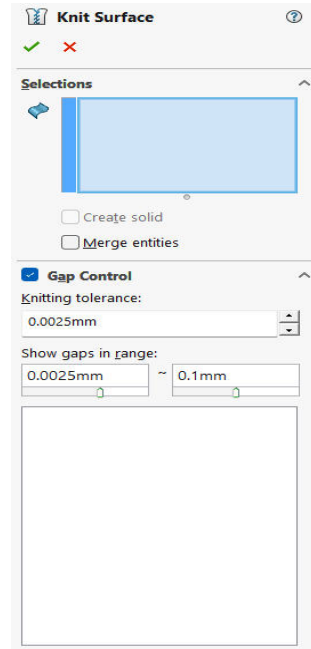 Knit Surface
Selections
Create solid
Merge entities
Gap Control
Knitting tolerance:
0.0025mm
Show gaps in range:
0.0025mm ~ 0.1mm